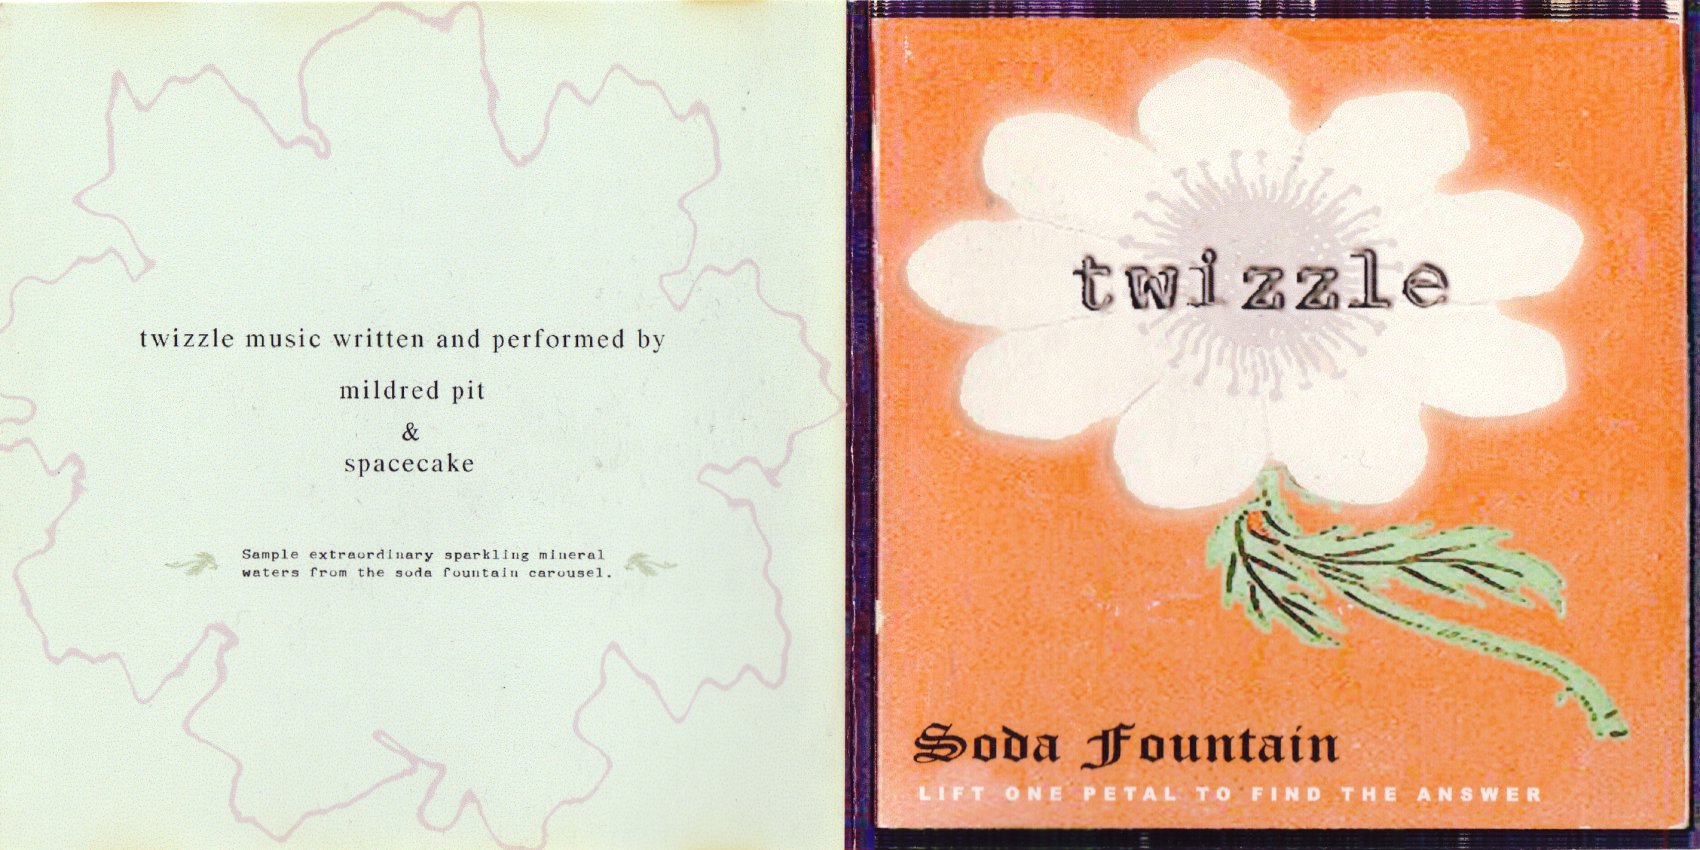 twizzle music written and performed by
mildred pit
&
spacecake
Sample extraordinary sparkling mineral
waters from the soda fountain carousel.
twizzle
Soda Fountain
LIFT ONE PETAL TO FIND THE ANSWER